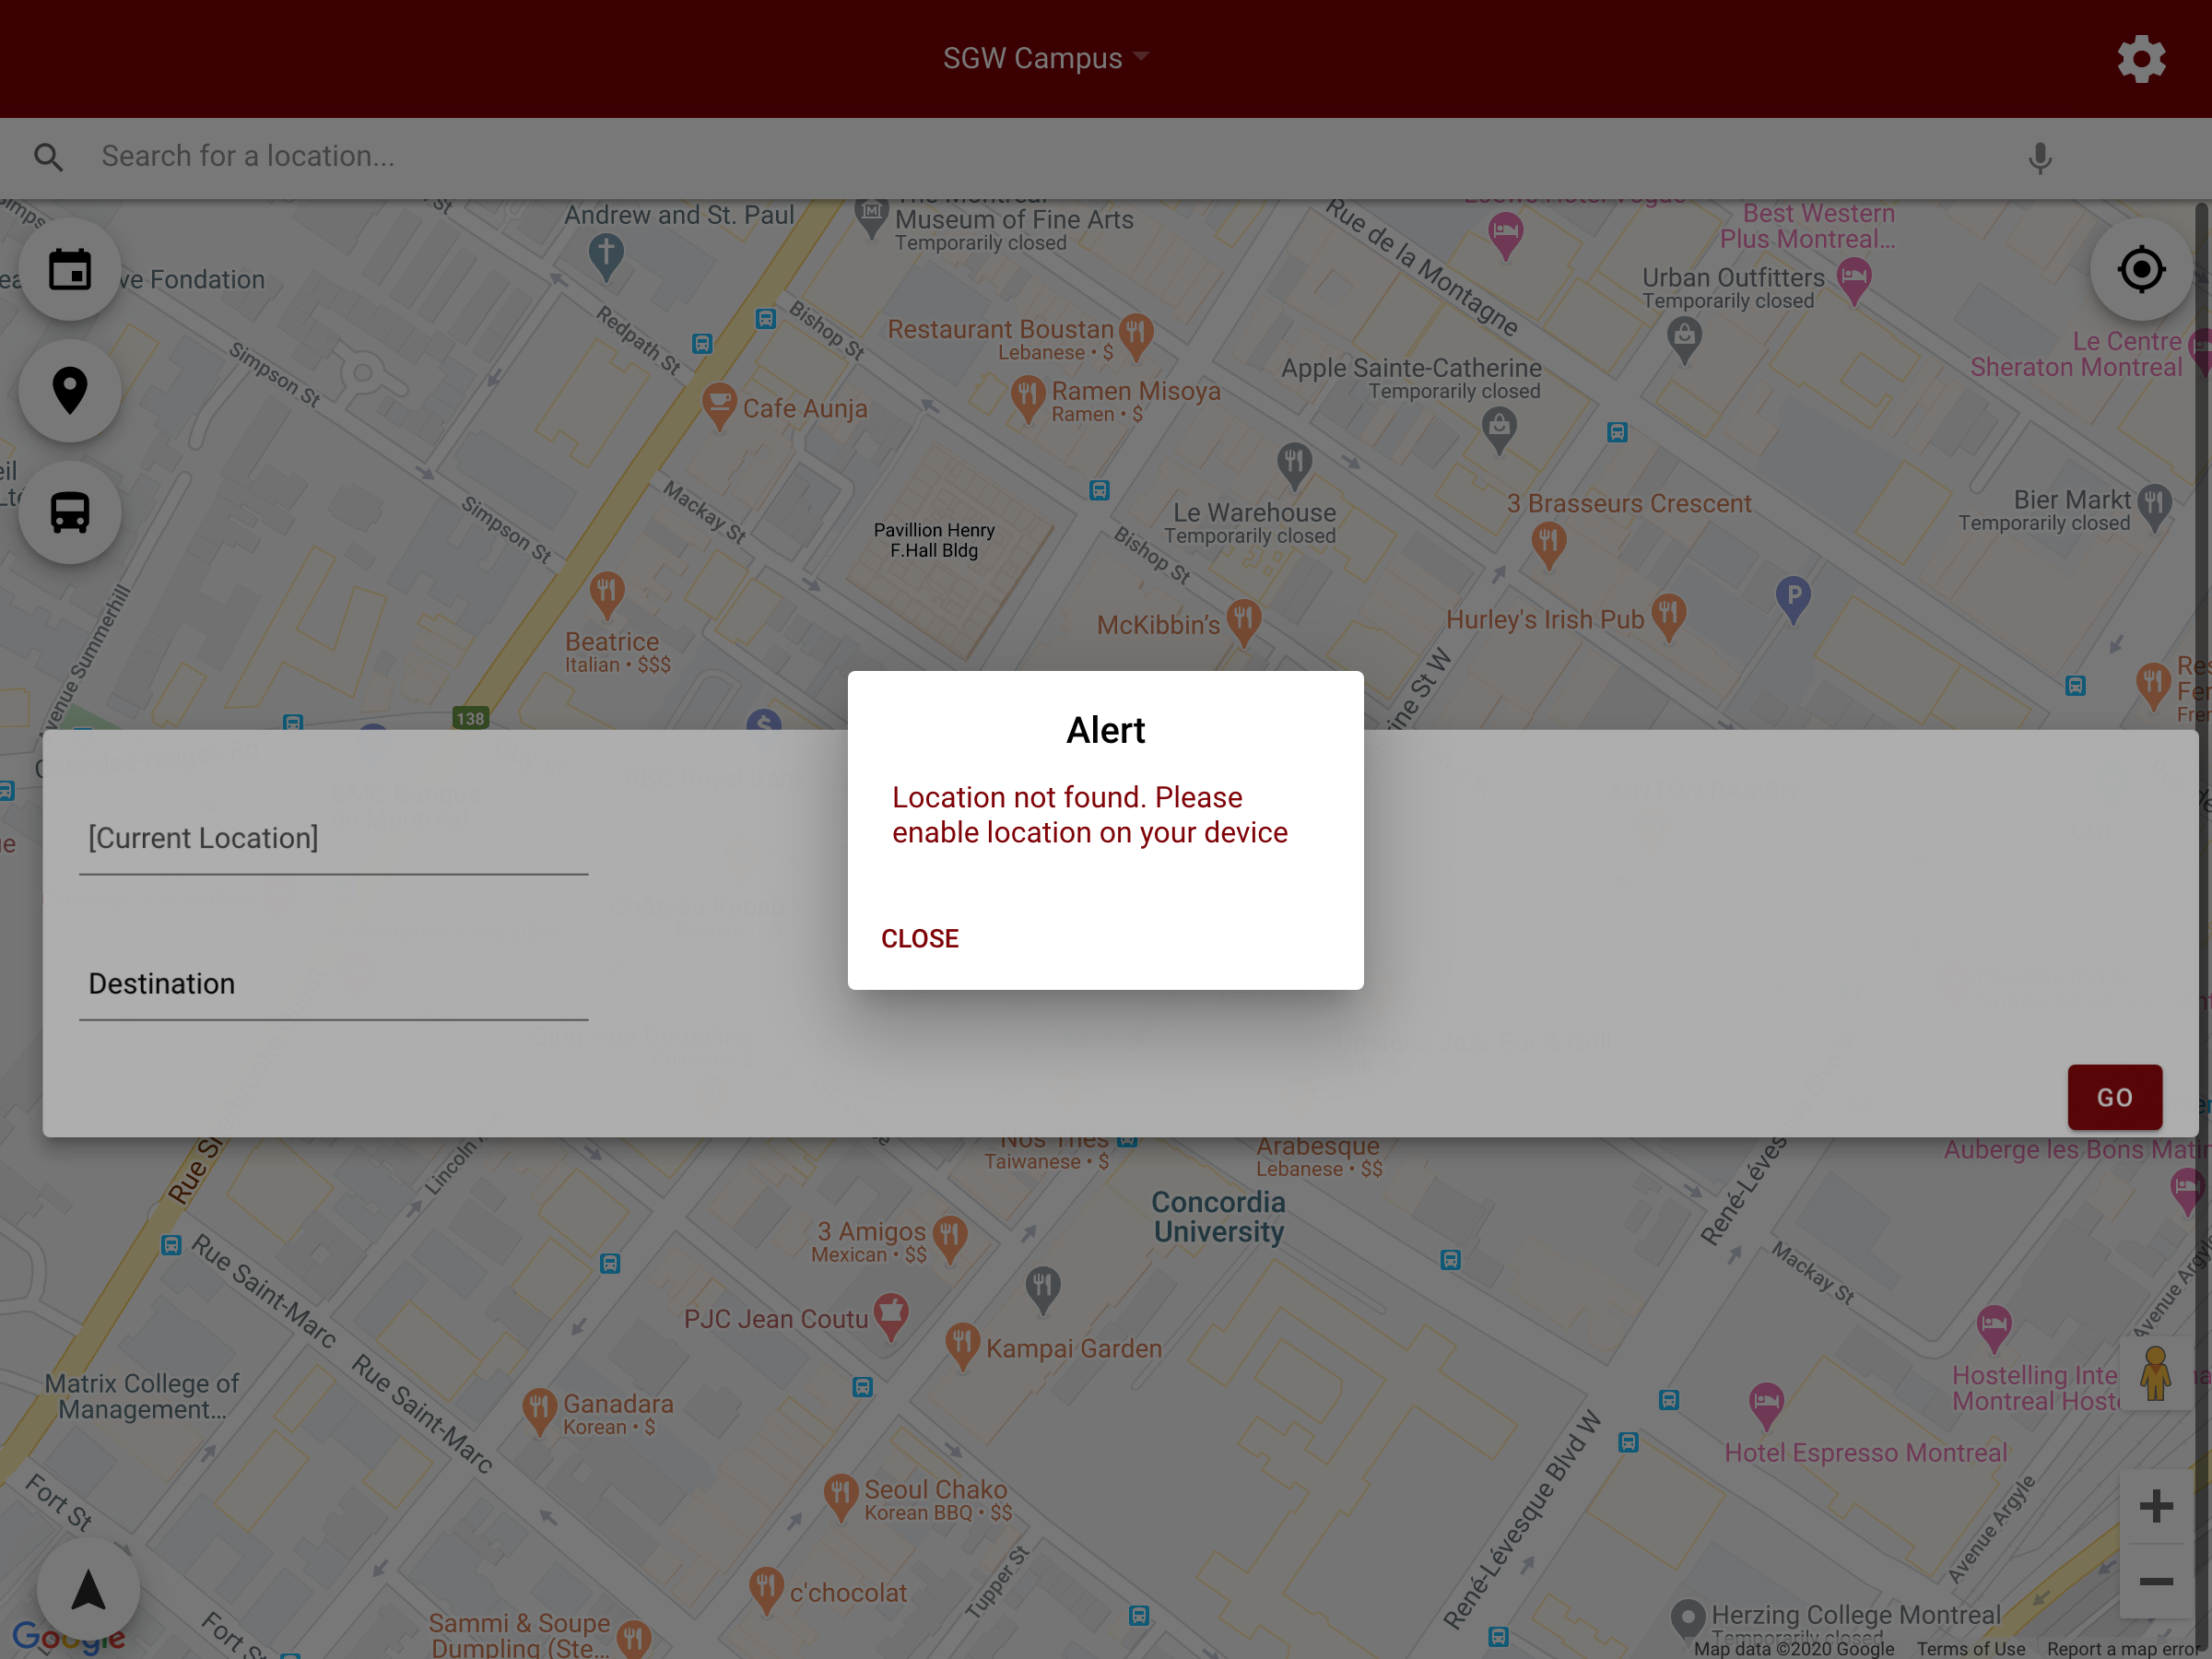 SGW Campus
Search for a location...
Andrew and St. Paul
Museum of Fine Arts
Temporarily closed
Rue de la Montagne
Best Western
Plus Montreal...
ve Fondation
Urban Outfitters
Temporarily closed
Redpath St
Bishop St
Restaurant Boustan
Lebanese • $
Le Centre
Sheraton Montreal
Simpson St
Apple Sainte-Catherine
Temporarily closed
Cafe Aunja
Ramen Misoya
Ramen • $
Simpson St
Mackay St
Pavillion Henry
F.Hall Bldg
Le Warehouse
Temporarily closed
Bishop St
3 Brasseurs Crescent
Bier Markt
Temporarily closed
Avenue Summerhill
Beatrice
Italian • $$$
McKibbin's
Hurley's Irish Pub
P
138
Alert
Location not found. Please
enable location on your device
CLOSE
[Current Location]
Destination
GO
Lincoln
Taiwanese • $
Arabesque
Lebanese • $$
Auberge les Bons Matin
Concordia
University
3 Amigos
Mexican • $$
Rue Saint-Marc
Rue Saint-Marc
Mackay St
PJC Jean Coutu
Kampai Garden
Matrix College of
Management...
Ganadara
Korean • $
Hostelling Inte
Montreal Host
Hotel Espresso Montreal
René-Lévesque Blvd W
Avenue Argyle
Avenue Argyle
Fort St
Seoul Chako
Korean BBQ • $$
c'chocolat
Tupper St
Fort St
Sammi & Soupe
Dumpling (Ste...
Herzing College Montreal
Temporarily closed
Google
Map data ©2020 Google
Terms of Use
Report a map error